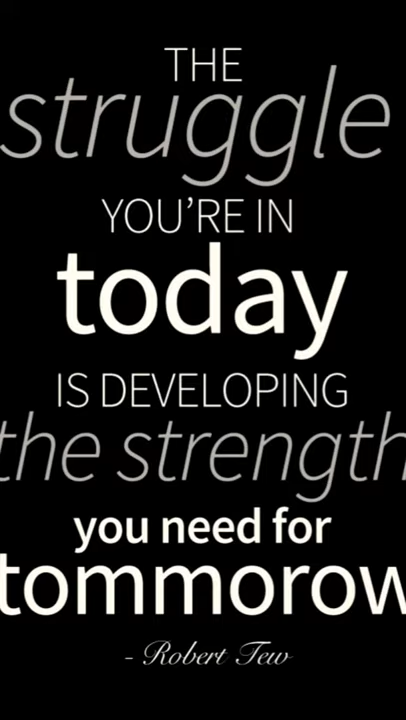 THE
struggle
YOU’RE IN
today
IS DEVELOPING
the strength
you need for
tommorow
- Robert Tew